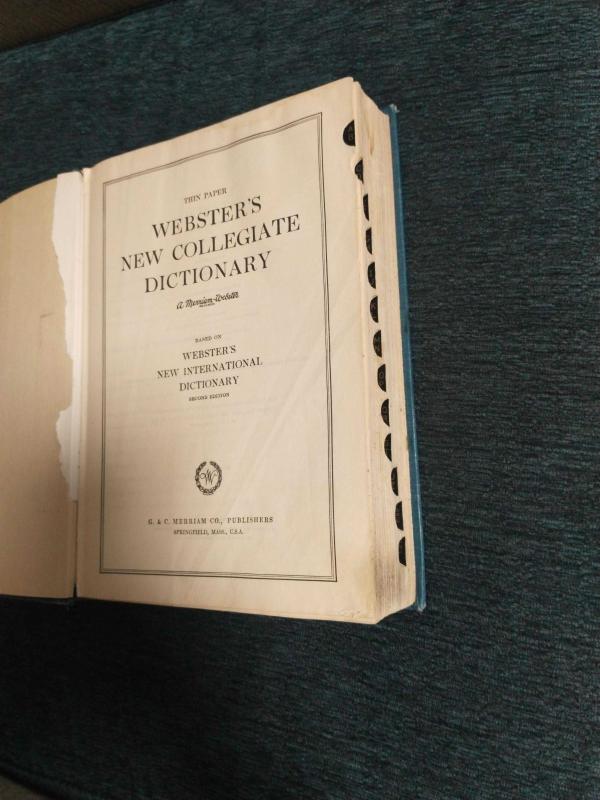 THIN PAPER
WEBSTER'S
NEW COLLEGIATE
DICTIONARY
A Merriam-Webster
BASED ON
WEBSTER'S
NEW INTERNATIONAL
DICTIONARY
SECOND EDITION
W
G. & C. MERRIAM CO., PUBLISHERS
SPRINGFIELD, MASS., U.S.A.